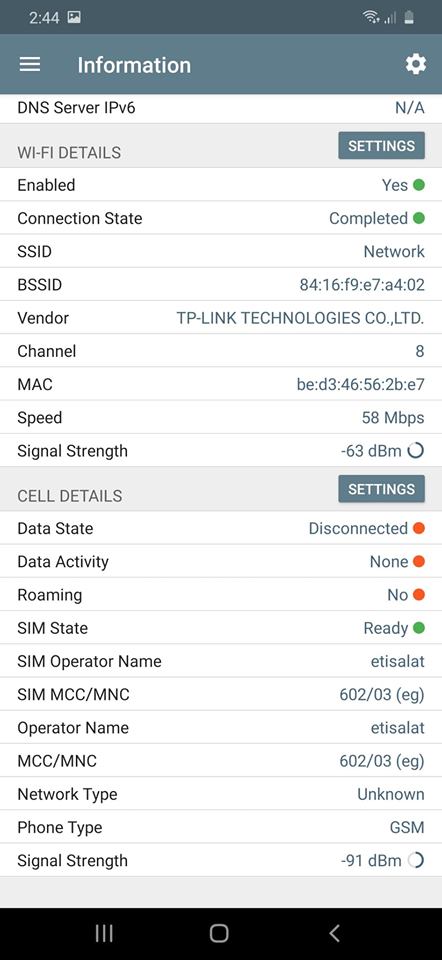 2:44
Information
DNS Server IPv6 N/A
WI-FI DETAILS SETTINGS
Enabled Yes
Connection State Completed
SSID Network
BSSID 84:16:f9:e7:a4:02
Vendor TP-LINK TECHNOLOGIES CO.,LTD.
Channel 8
MAC be:d3:46:56:2b:e7
Speed 58 Mbps
Signal Strength -63 dBm
CELL DETAILS SETTINGS
Data State Disconnected
Data Activity None
Roaming No
SIM State Ready
SIM Operator Name etisalat
SIM MCC/MNC 602/03 (eg)
Operator Name etisalat
MCC/MNC 602/03 (eg)
Network Type Unknown
Phone Type GSM
Signal Strength -91 dBm